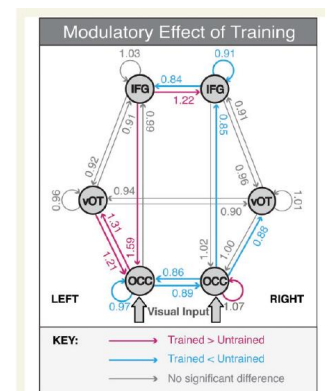 Modulatory Effect of Training
1.03
0.91
IFG
0.84
IFG
1.22
0.91
0.99
0.85
0.91
0.92
0.96
0.96
vOT
0.94
0.90
vOT
1.01
1.31
1.21
1.59
1.02
1.00
0.88
OCC
0.86
0.89
OCC
0.97
1.07
LEFT
Visual Input
RIGHT
KEY:
Trained > Untrained
Trained < Untrained
No significant difference